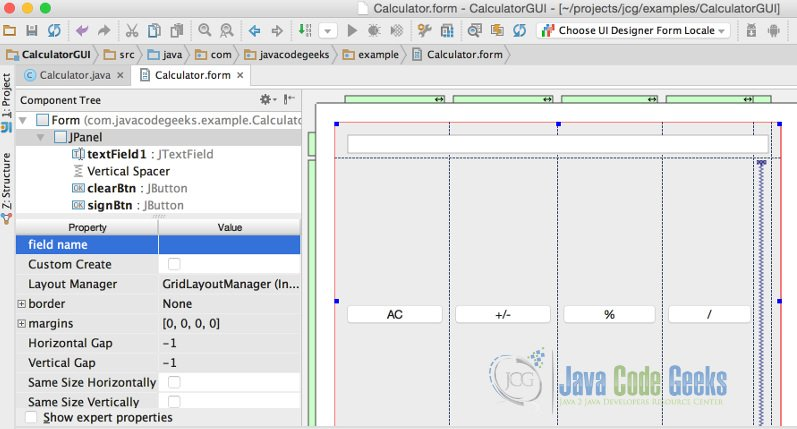 Calculator.form - CalculatorGUI - [~/projects/jcg/examples/CalculatorGUI]
Choose UI Designer Form Locale
CalculatorGUI src java com javacodegeeks example Calculator.form
Calculator.java Calculator.form
1: Project
Z: Structure
Component Tree
Form (com.javacodegeeks.example.Calculat
JPanel
textField1 : JTextField
Vertical Spacer
clearBtn : JButton
signBtn : JButton
Property Value
field name
Custom Create
Layout Manager GridLayoutManager (In...
border None
margins [0, 0, 0, 0]
Horizontal Gap -1
Vertical Gap -1
Same Size Horizontally
Same Size Vertically
Show expert properties
AC +/- % /
JCG Java Code Geeks
Java 2 Java Developers Resource Center